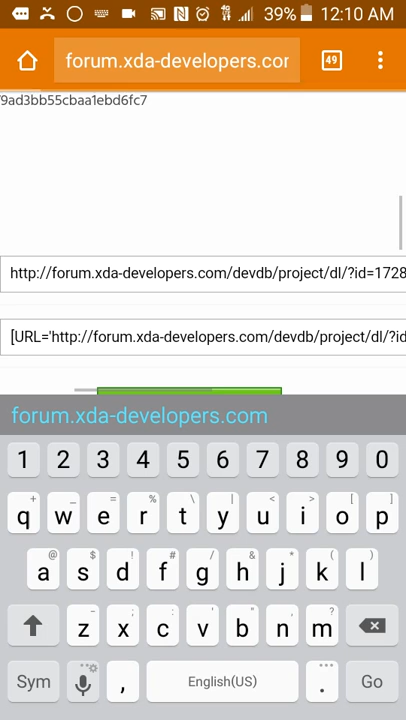 39% 12:10 AM
forum.xda-developers.cor
49
9ad3bb55cbaa1ebd6fc7
http://forum.xda-developers.com/devdb/project/dl/?id=1728
[URL='http://forum.xda-developers.com/devdb/project/dl/?id
forum.xda-developers.com
1 2 3 4 5 6 7 8 9 0
+ _ = % \ | < > [ ]
q w e r t y u i o p
@ $ ! # / & * ( )
a s d f g h j k l
- ' : " , ?
z x c v b n m
Sym , English(US) . Go